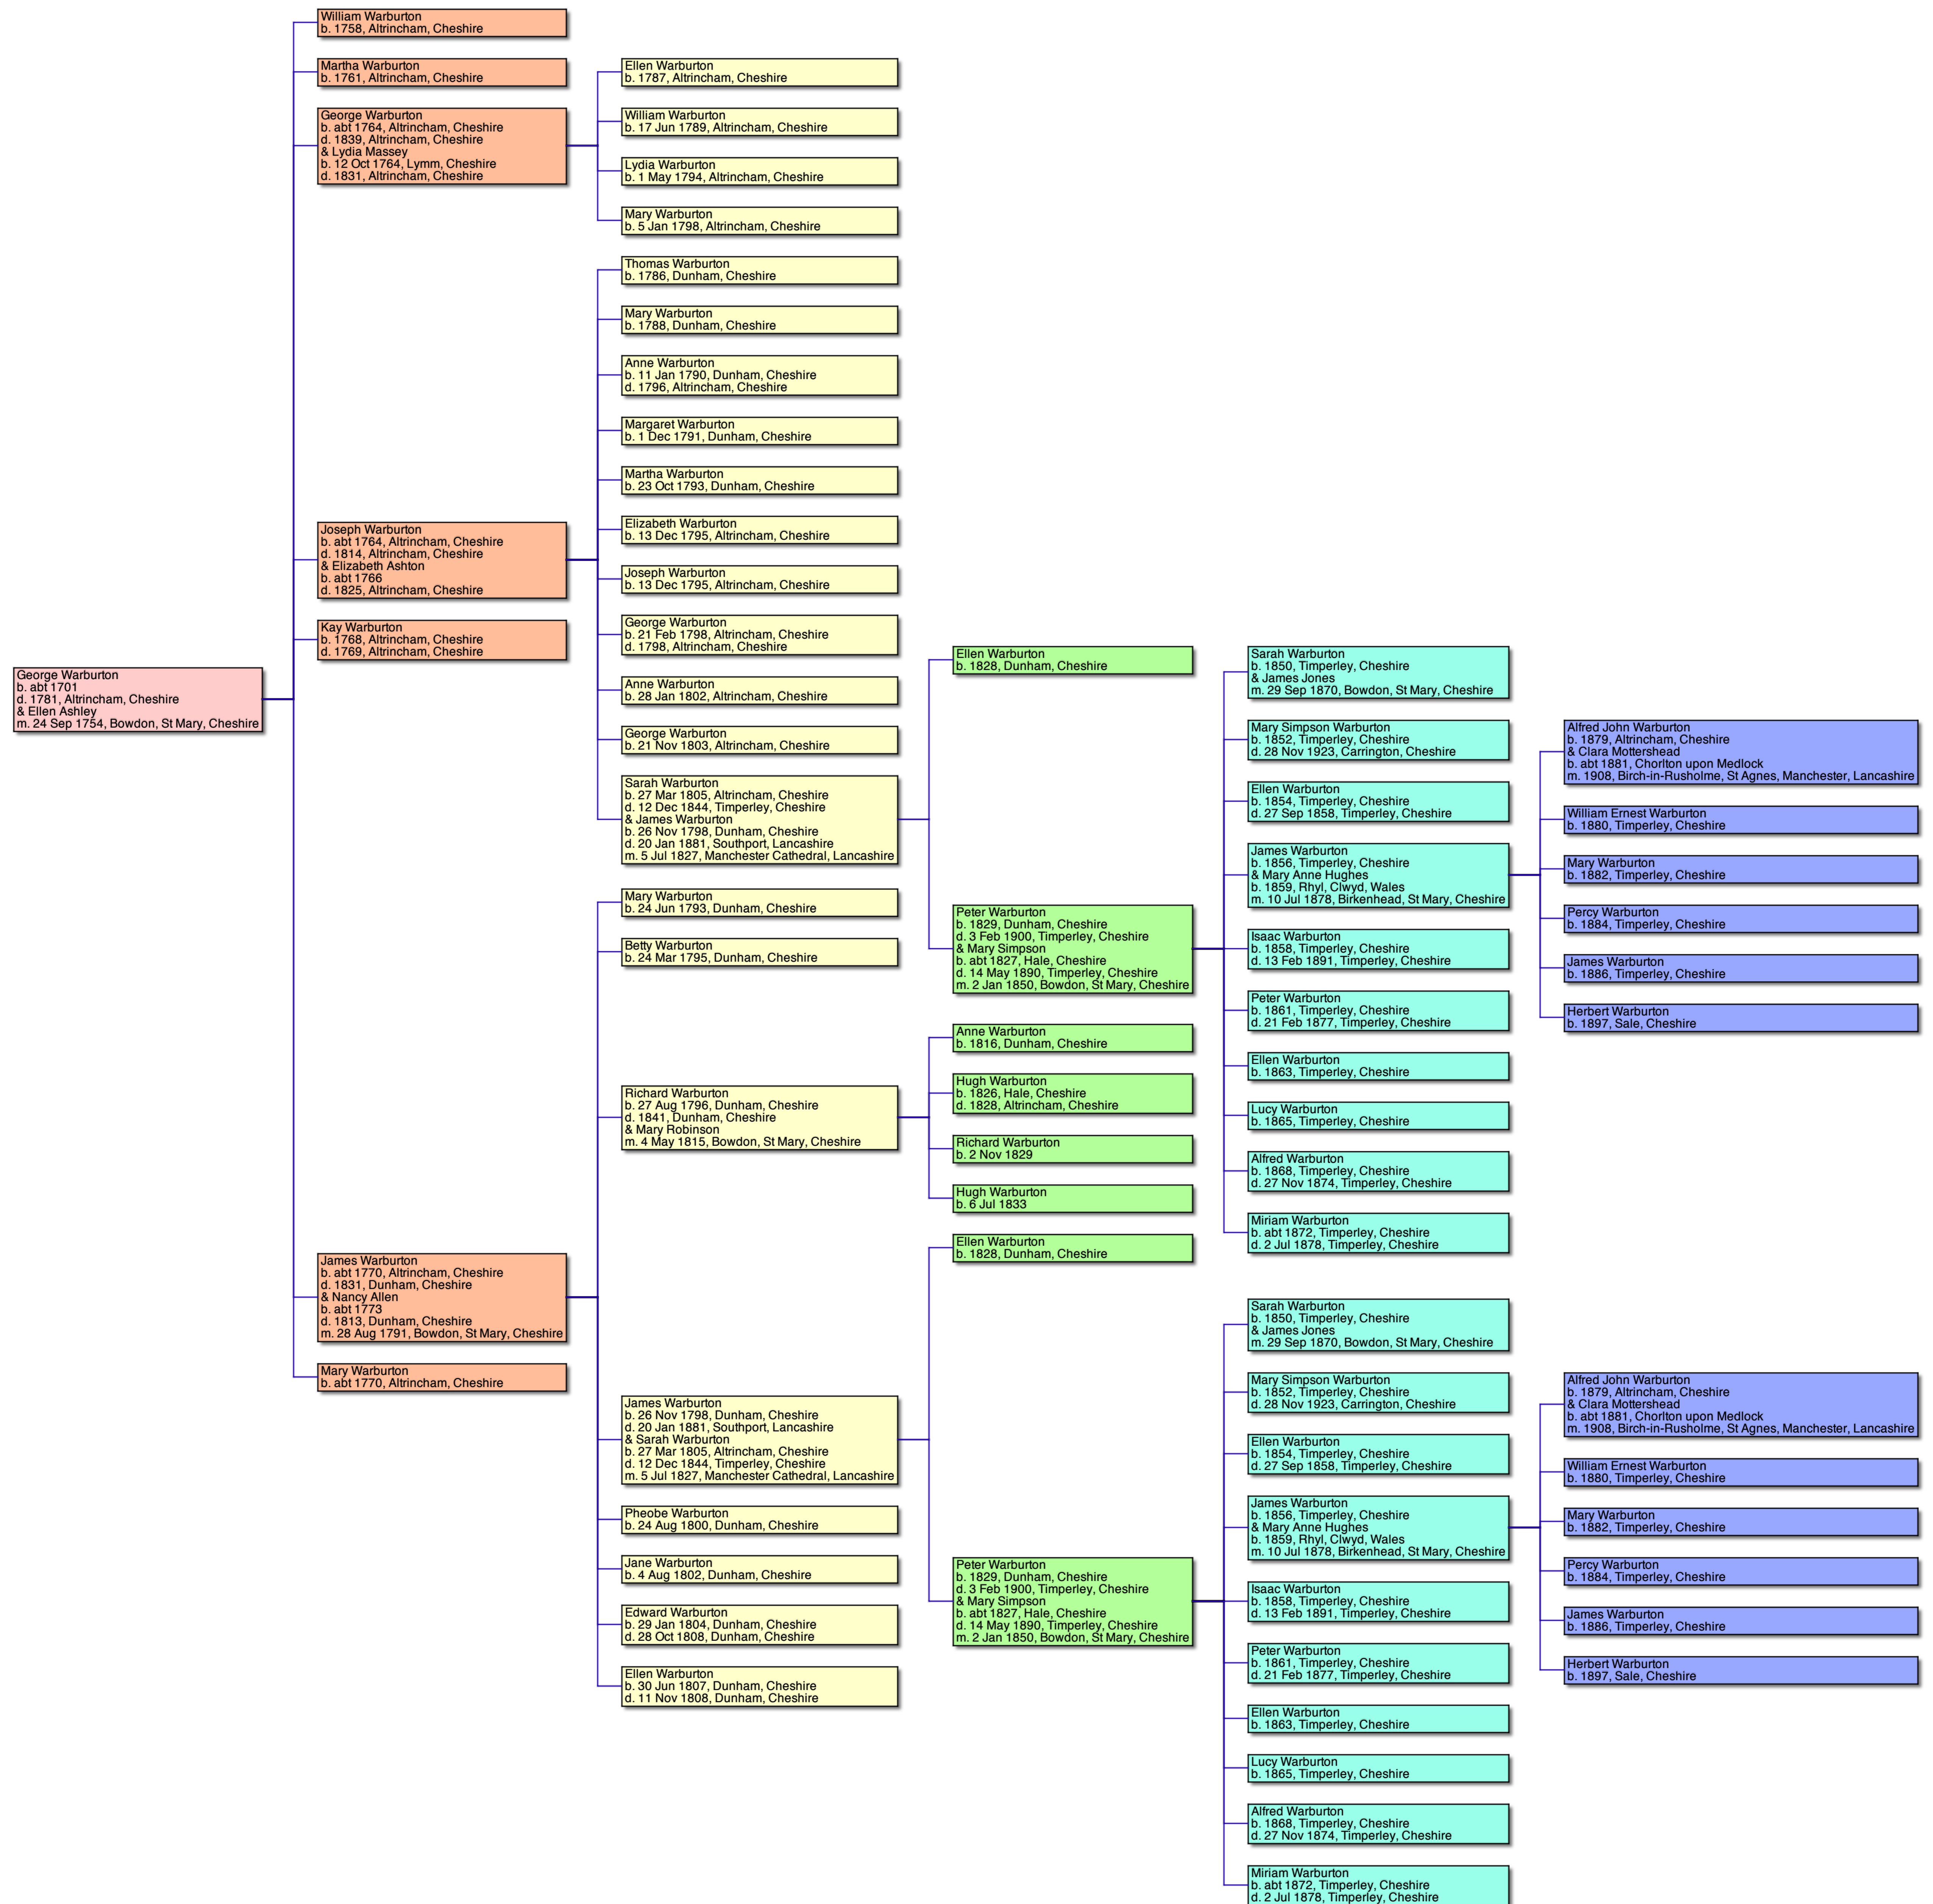 George Warburton
b. abt 1701
d. 1781, Altrincham, Cheshire
& Ellen Ashley
m. 24 Sep 1754, Bowdon, St Mary, Cheshire
William Warburton
b. 1758, Altrincham, Cheshire
Martha Warburton
b. 1761, Altrincham, Cheshire
George Warburton
b. abt 1764, Altrincham, Cheshire
d. 1839, Altrincham, Cheshire
& Lydia Massey
b. 12 Oct 1764, Lymm, Cheshire
d. 1831, Altrincham, Cheshire
Joseph Warburton
b. abt 1764, Altrincham, Cheshire
d. 1814, Altrincham, Cheshire
& Elizabeth Ashton
b. abt 1766
d. 1825, Altrincham, Cheshire
Kay Warburton
b. 1768, Altrincham, Cheshire
d. 1769, Altrincham, Cheshire
James Warburton
b. abt 1770, Altrincham, Cheshire
d. 1831, Dunham, Cheshire
& Nancy Allen
b. abt 1773
d. 1813, Dunham, Cheshire
m. 28 Aug 1791, Bowdon, St Mary, Cheshire
Mary Warburton
b. abt 1770, Altrincham, Cheshire
Ellen Warburton
b. 1787, Altrincham, Cheshire
William Warburton
b. 17 Jun 1789, Altrincham, Cheshire
Lydia Warburton
b. 1 May 1794, Altrincham, Cheshire
Mary Warburton
b. 5 Jan 1798, Altrincham, Cheshire
Thomas Warburton
b. 1786, Dunham, Cheshire
Mary Warburton
b. 1788, Dunham, Cheshire
Anne Warburton
b. 11 Jan 1790, Dunham, Cheshire
d. 1796, Altrincham, Cheshire
Margaret Warburton
b. 1 Dec 1791, Dunham, Cheshire
Martha Warburton
b. 23 Oct 1793, Dunham, Cheshire
Elizabeth Warburton
b. 13 Dec 1795, Altrincham, Cheshire
Joseph Warburton
b. 13 Dec 1795, Altrincham, Cheshire
George Warburton
b. 21 Feb 1798, Altrincham, Cheshire
d. 1798, Altrincham, Cheshire
Anne Warburton
b. 28 Jan 1802, Altrincham, Cheshire
George Warburton
b. 21 Nov 1803, Altrincham, Cheshire
Sarah Warburton
b. 27 Mar 1805, Altrincham, Cheshire
d. 12 Dec 1844, Timperley, Cheshire
& James Warburton
b. 26 Nov 1798, Dunham, Cheshire
d. 20 Jan 1881, Southport, Lancashire
m. 5 Jul 1827, Manchester Cathedral, Lancashire
Mary Warburton
b. 24 Jun 1793, Dunham, Cheshire
Betty Warburton
b. 24 Mar 1795, Dunham, Cheshire
Richard Warburton
b. 27 Aug 1796, Dunham, Cheshire
d. 1841, Dunham, Cheshire
& Mary Robinson
m. 4 May 1815, Bowdon, St Mary, Cheshire
James Warburton
b. 26 Nov 1798, Dunham, Cheshire
d. 20 Jan 1881, Southport, Lancashire
& Sarah Warburton
b. 27 Mar 1805, Altrincham, Cheshire
d. 12 Dec 1844, Timperley, Cheshire
m. 5 Jul 1827, Manchester Cathedral, Lancashire
Pheobe Warburton
b. 24 Aug 1800, Dunham, Cheshire
Jane Warburton
b. 4 Aug 1802, Dunham, Cheshire
Edward Warburton
b. 29 Jan 1804, Dunham, Cheshire
d. 28 Oct 1808, Dunham, Cheshire
Ellen Warburton
b. 30 Jun 1807, Dunham, Cheshire
d. 11 Nov 1808, Dunham, Cheshire
Ellen Warburton
b. 1828, Dunham, Cheshire
Peter Warburton
b. 1829, Dunham, Cheshire
d. 3 Feb 1900, Timperley, Cheshire
& Mary Simpson
b. abt 1827, Hale, Cheshire
d. 14 May 1890, Timperley, Cheshire
m. 2 Jan 1850, Bowdon, St Mary, Cheshire
Anne Warburton
b. 1816, Dunham, Cheshire
Hugh Warburton
b. 1826, Hale, Cheshire
d. 1828, Altrincham, Cheshire
Richard Warburton
b. 2 Nov 1829
Hugh Warburton
b. 6 Jul 1833
Ellen Warburton
b. 1828, Dunham, Cheshire
Peter Warburton
b. 1829, Dunham, Cheshire
d. 3 Feb 1900, Timperley, Cheshire
& Mary Simpson
b. abt 1827, Hale, Cheshire
d. 14 May 1890, Timperley, Cheshire
m. 2 Jan 1850, Bowdon, St Mary, Cheshire
Sarah Warburton
b. 1850, Timperley, Cheshire
& James Jones
m. 29 Sep 1870, Bowdon, St Mary, Cheshire
Mary Simpson Warburton
b. 1852, Timperley, Cheshire
d. 28 Nov 1923, Carrington, Cheshire
Ellen Warburton
b. 1854, Timperley, Cheshire
d. 27 Sep 1858, Timperley, Cheshire
James Warburton
b. 1856, Timperley, Cheshire
& Mary Anne Hughes
b. 1859, Rhyl, Clwyd, Wales
m. 10 Jul 1878, Birkenhead, St Mary, Cheshire
Isaac Warburton
b. 1858, Timperley, Cheshire
d. 13 Feb 1891, Timperley, Cheshire
Peter Warburton
b. 1861, Timperley, Cheshire
d. 21 Feb 1877, Timperley, Cheshire
Ellen Warburton
b. 1863, Timperley, Cheshire
Lucy Warburton
b. 1865, Timperley, Cheshire
Alfred Warburton
b. 1868, Timperley, Cheshire
d. 27 Nov 1874, Timperley, Cheshire
Miriam Warburton
b. abt 1872, Timperley, Cheshire
d. 2 Jul 1878, Timperley, Cheshire
Sarah Warburton
b. 1850, Timperley, Cheshire
& James Jones
m. 29 Sep 1870, Bowdon, St Mary, Cheshire
Mary Simpson Warburton
b. 1852, Timperley, Cheshire
d. 28 Nov 1923, Carrington, Cheshire
Ellen Warburton
b. 1854, Timperley, Cheshire
d. 27 Sep 1858, Timperley, Cheshire
James Warburton
b. 1856, Timperley, Cheshire
& Mary Anne Hughes
b. 1859, Rhyl, Clwyd, Wales
m. 10 Jul 1878, Birkenhead, St Mary, Cheshire
Isaac Warburton
b. 1858, Timperley, Cheshire
d. 13 Feb 1891, Timperley, Cheshire
Peter Warburton
b. 1861, Timperley, Cheshire
d. 21 Feb 1877, Timperley, Cheshire
Ellen Warburton
b. 1863, Timperley, Cheshire
Lucy Warburton
b. 1865, Timperley, Cheshire
Alfred Warburton
b. 1868, Timperley, Cheshire
d. 27 Nov 1874, Timperley, Cheshire
Miriam Warburton
b. abt 1872, Timperley, Cheshire
d. 2 Jul 1878, Timperley, Cheshire
Alfred John Warburton
b. 1879, Altrincham, Cheshire
& Clara Mottershead
b. abt 1881, Chorlton upon Medlock
m. 1908, Birch-in-Rusholme, St Agnes, Manchester, Lancashire
William Ernest Warburton
b. 1880, Timperley, Cheshire
Mary Warburton
b. 1882, Timperley, Cheshire
Percy Warburton
b. 1884, Timperley, Cheshire
James Warburton
b. 1886, Timperley, Cheshire
Herbert Warburton
b. 1897, Sale, Cheshire
Alfred John Warburton
b. 1879, Altrincham, Cheshire
& Clara Mottershead
b. abt 1881, Chorlton upon Medlock
m. 1908, Birch-in-Rusholme, St Agnes, Manchester, Lancashire
William Ernest Warburton
b. 1880, Timperley, Cheshire
Mary Warburton
b. 1882, Timperley, Cheshire
Percy Warburton
b. 1884, Timperley, Cheshire
James Warburton
b. 1886, Timperley, Cheshire
Herbert Warburton
b. 1897, Sale, Cheshire